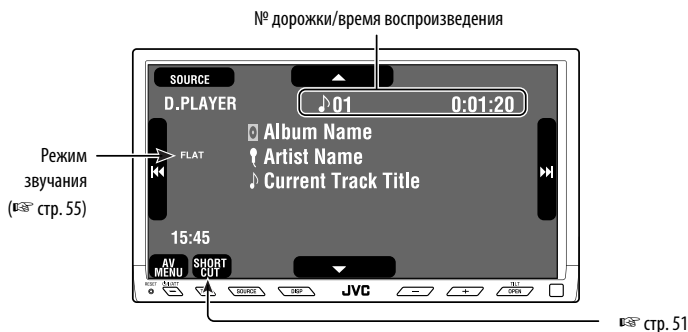 № дорожки/время воспроизведения
SOURCE
D.PLAYER
♪01 0:01:20
Album Name
Режим звучания (☞ стр. 55)
FLAT
Artist Name
♪ Current Track Title
15:45
AV MENU
SHORT CUT
RESET
SOURCE
DISP
JVC
TILT
OPEN
☞ стр. 51